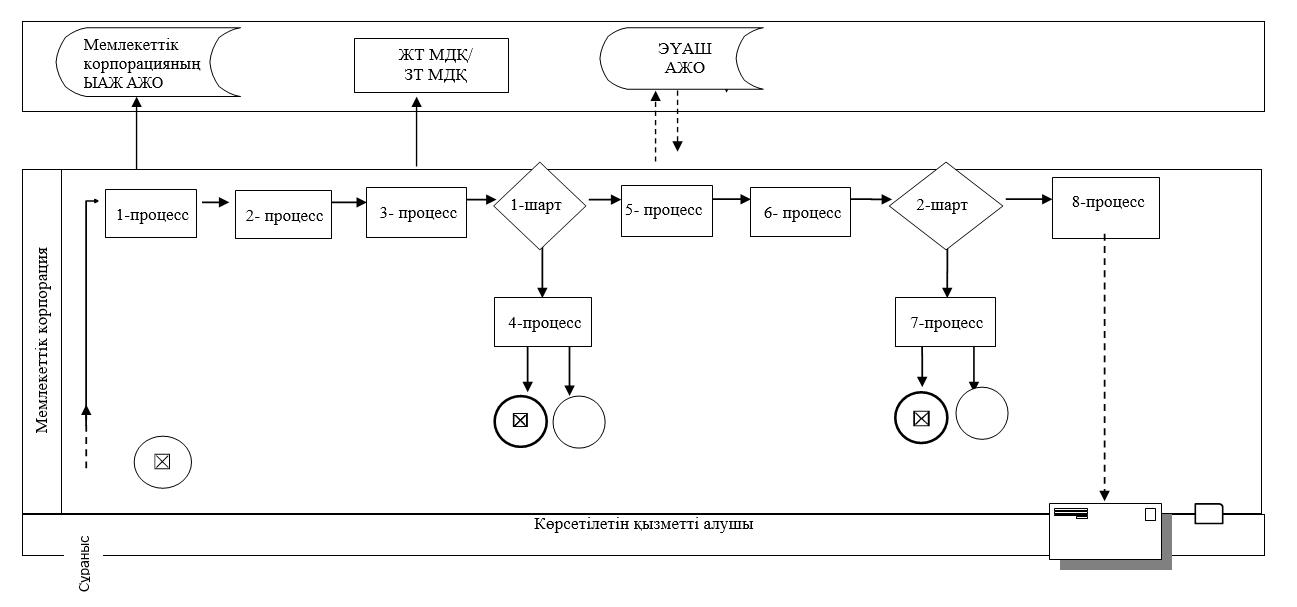 Мемлекеттік
корпорацияның
ЫАЖ АЖО
ЖТ МДҚ/
ЗТ МДҚ
ЭҮАШ
АЖО
1-процесс
2- процесс
3- процесс
1-шарт
5- процесс
6- процесс
2-шарт
8-процесс
4-процесс
7-процесс
Мемлекеттік корпорация
Көрсетілетін қызметті алушы
Сұраныс